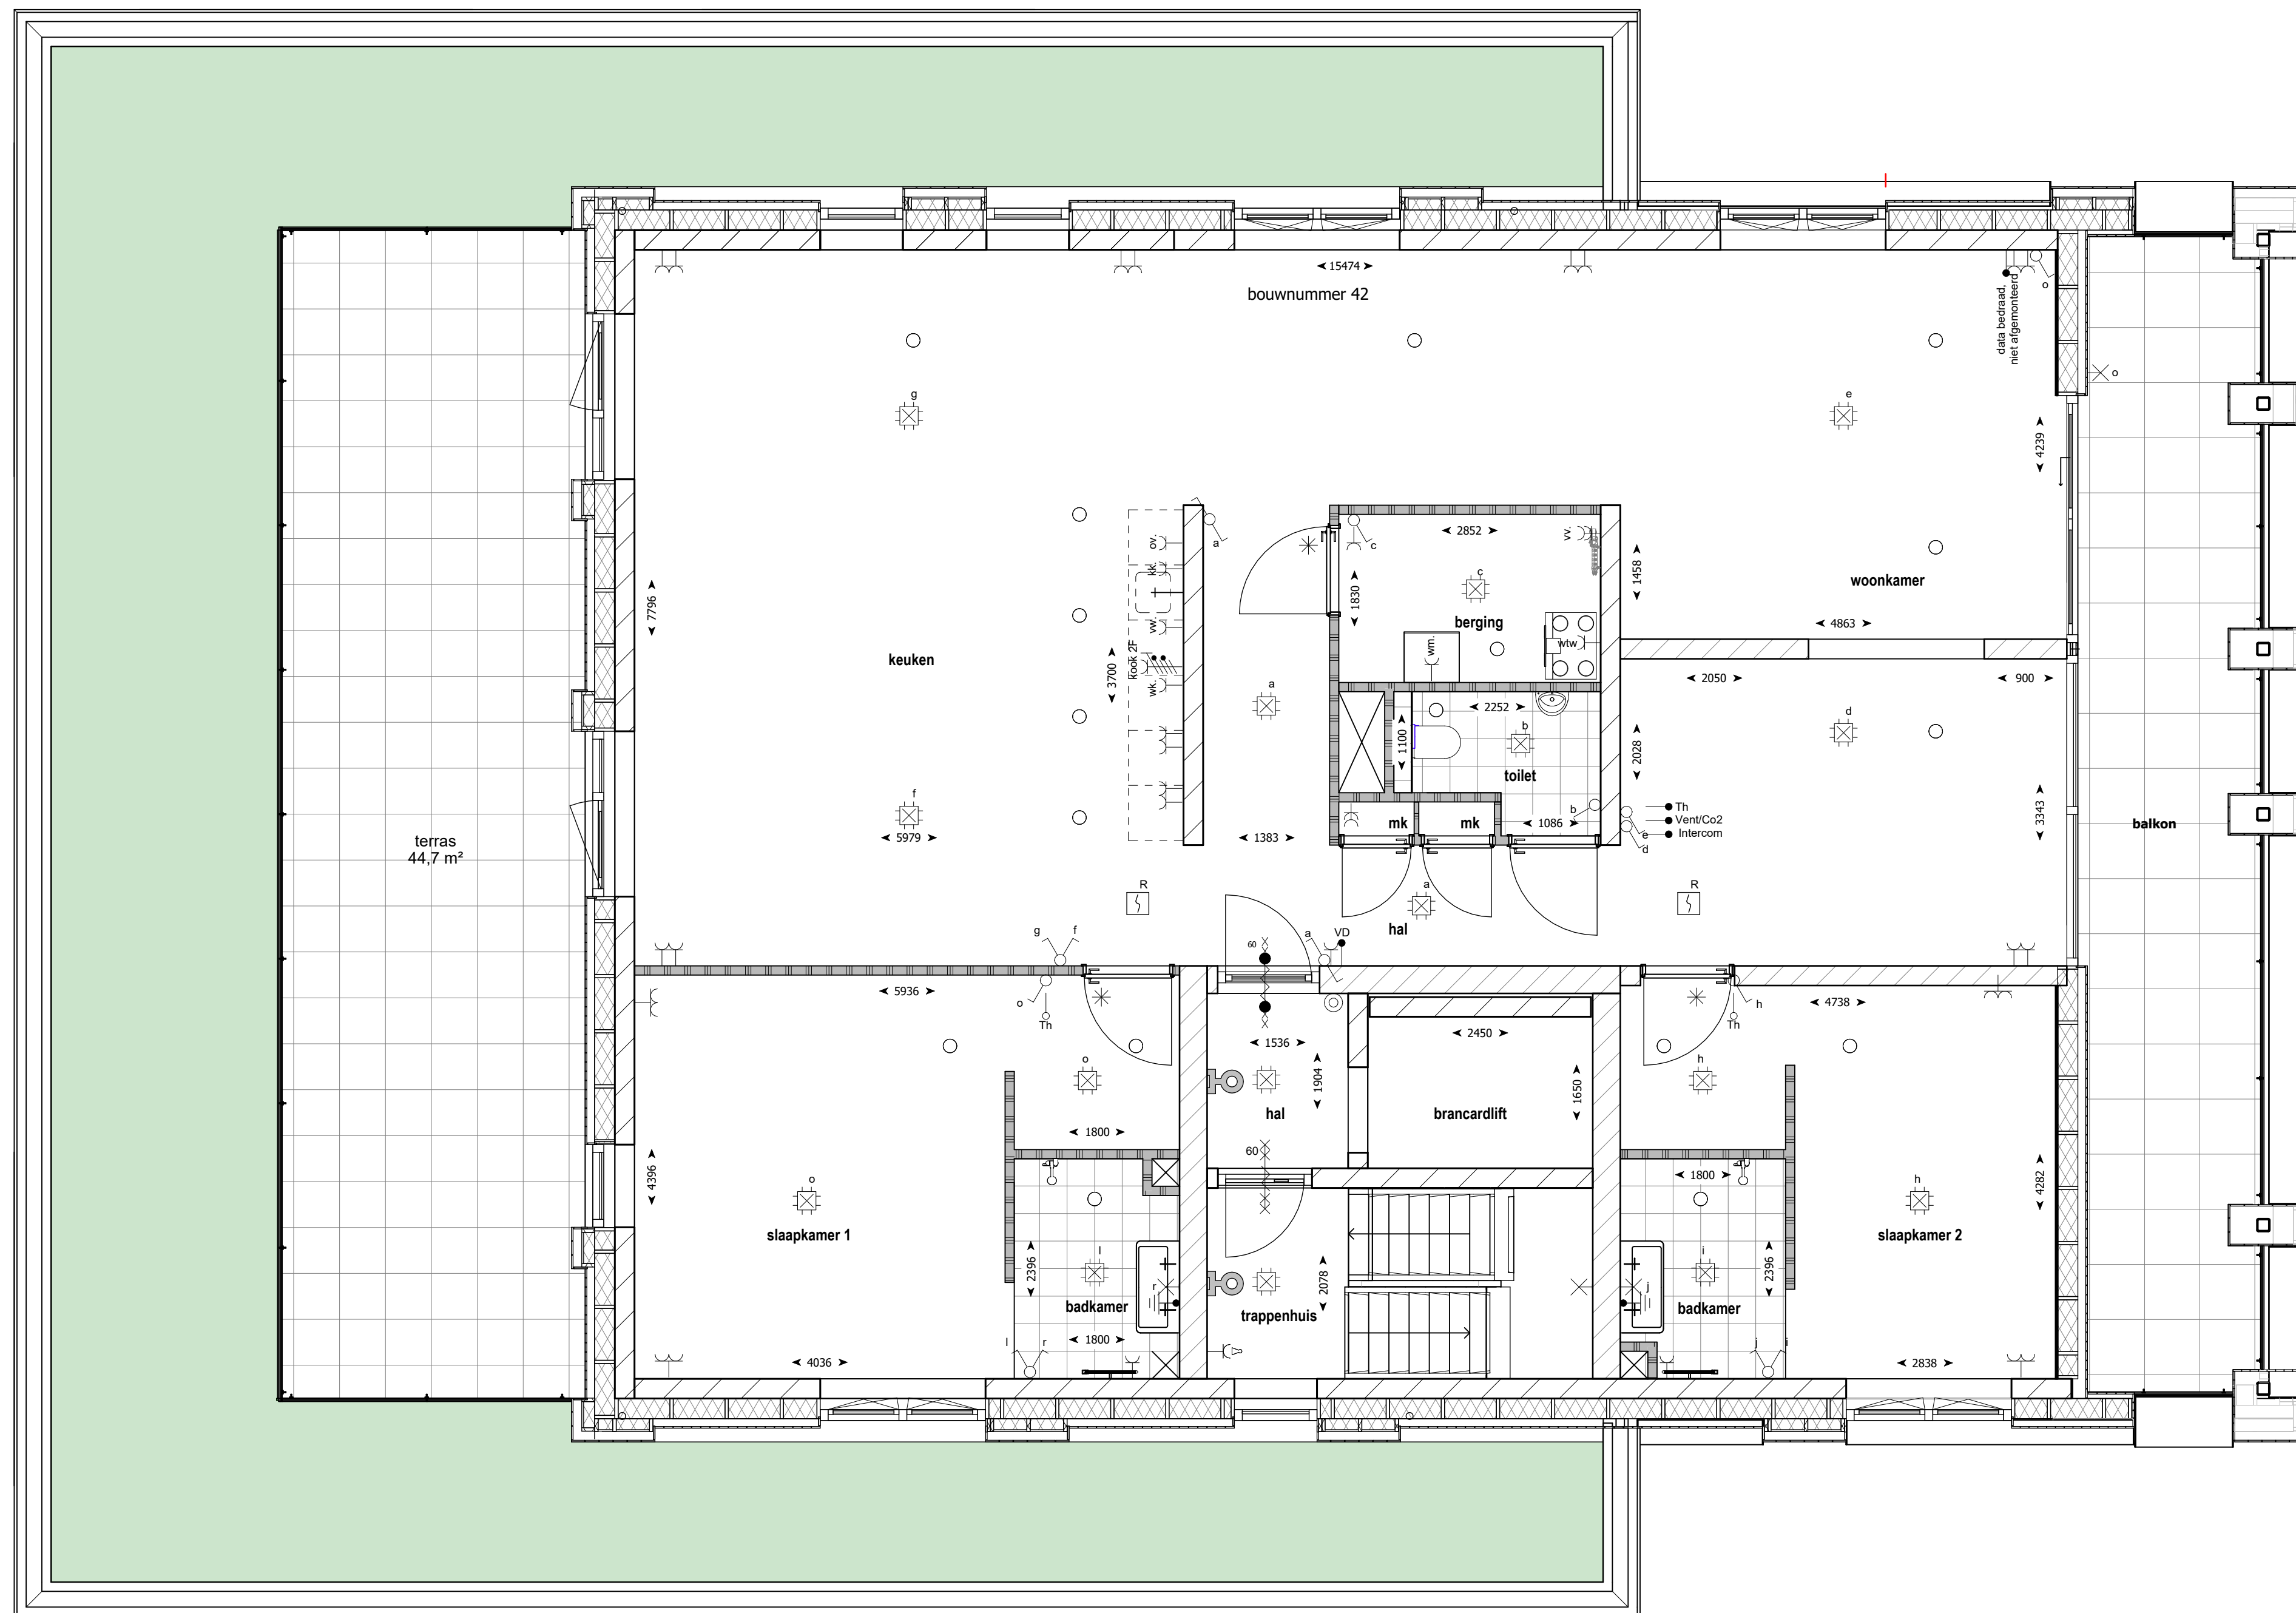 15474
bouwnummer 42
data bedraad,
niet afgemonteerd
o
o
g
e
4239
a
ov.
kk.
vw.
kook 2F
wk.
3700
7796
keuken
c
2852
vv.
1830
c
berging
wm.
wtw
1458
woonkamer
4863
2050
900
a
2252
b
1100
toilet
2028
d
f
5979
1383
mk
mk
1086
b
e
d
Th
Vent/Co2
Intercom
3343
balkon
terras
44,7 m²
R
R
a
hal
g
f
60
a
VD
5936
o
Th
4738
h
Th
1536
2450
o
1904
1650
h
hal
brancardlift
1800
60
1800
4396
o
4282
h
slaapkamer 1
slaapkamer 2
2396
l
r
badkamer
2078
trappenhuis
i
j
2396
badkamer
l
r
1800
j
i
4036
2838